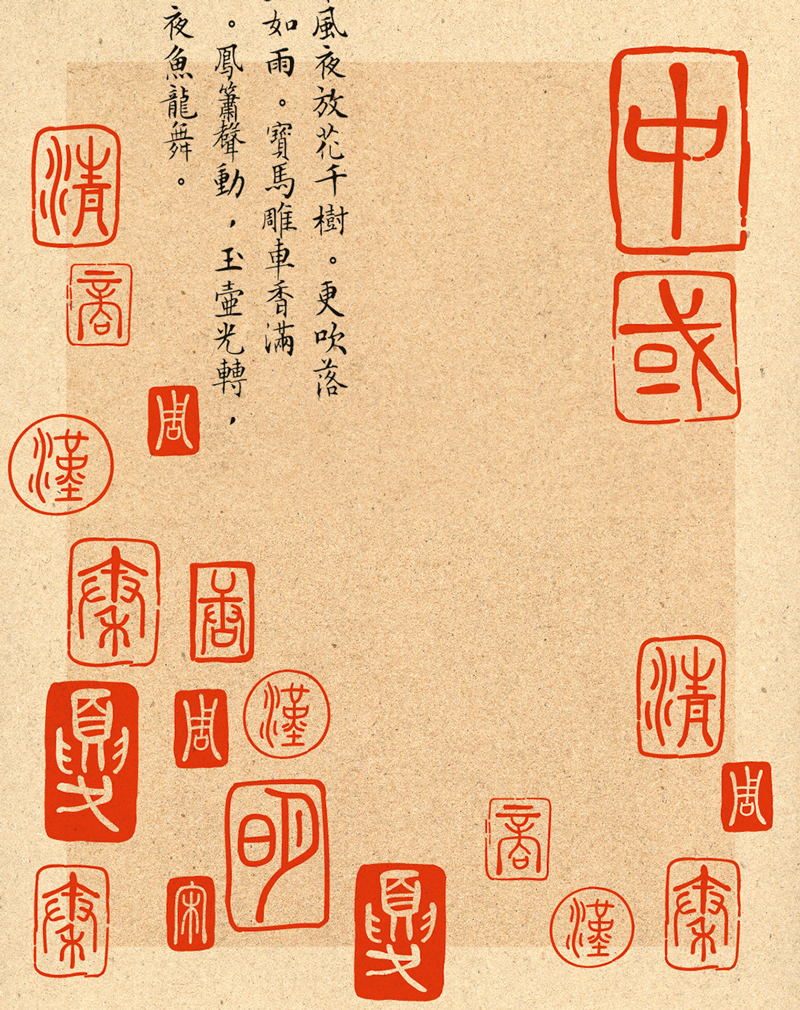 中國
風夜放花千樹。更吹落
如雨。寶馬雕車香滿
。鳳簫聲動，玉壺光轉，
夜魚龍舞。
清
商
周
漢
秦
夏
周
漢
明
秦
宋
夏
清
周
商
漢
秦